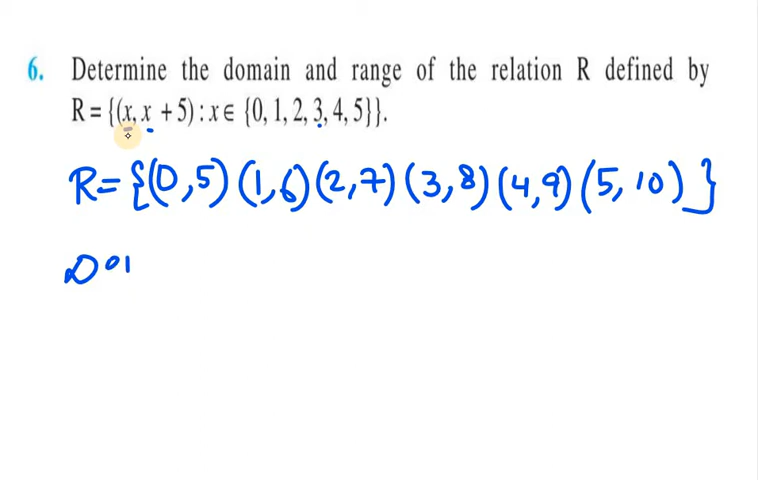 6. Determine the domain and range of the relation R defined by
R = {(x, x + 5) : x ∈ {0, 1, 2, 3, 4, 5}}.
R = {(0,5) (1,6) (2,7) (3,8) (4,9) (5,10)}